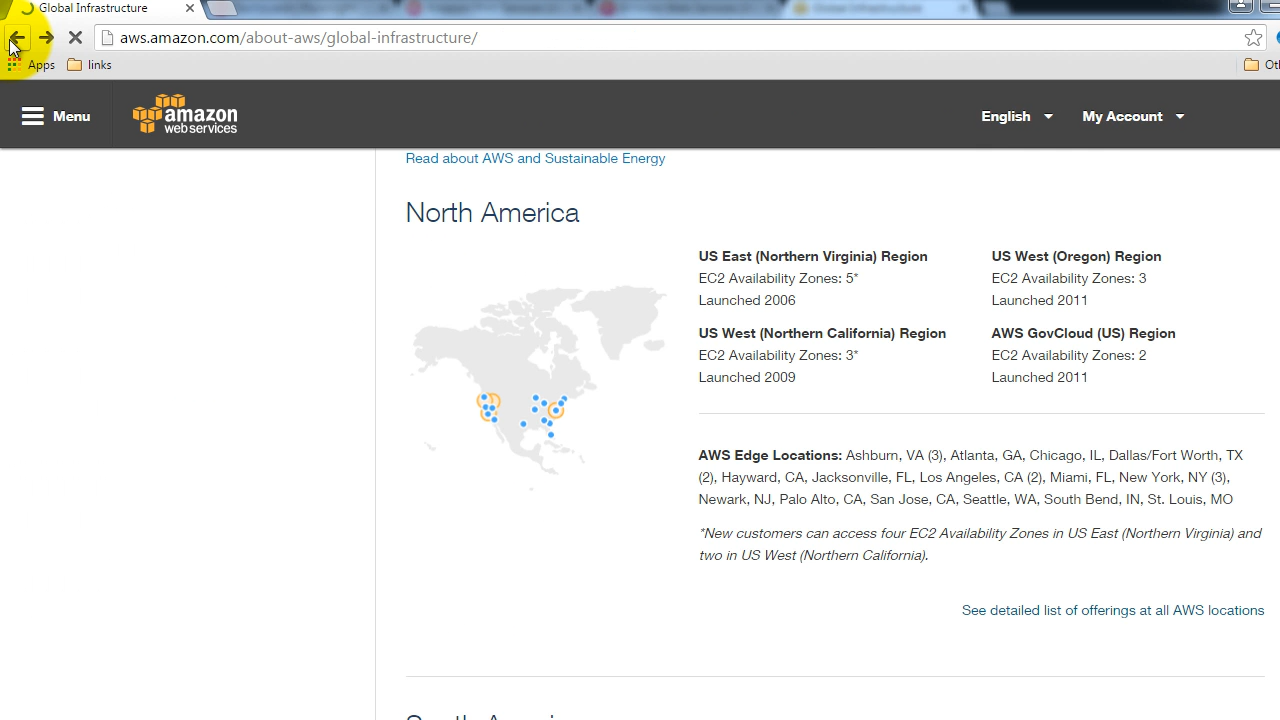 Global Infrastructure
aws.amazon.com/about-aws/global-infrastructure/
Apps links
Menu amazon web services English My Account
Read about AWS and Sustainable Energy
North America
US East (Northern Virginia) Region
EC2 Availability Zones: 5*
Launched 2006
US West (Oregon) Region
EC2 Availability Zones: 3
Launched 2011
US West (Northern California) Region
EC2 Availability Zones: 3*
Launched 2009
AWS GovCloud (US) Region
EC2 Availability Zones: 2
Launched 2011
AWS Edge Locations: Ashburn, VA (3), Atlanta, GA, Chicago, IL, Dallas/Fort Worth, TX
(2), Hayward, CA, Jacksonville, FL, Los Angeles, CA (2), Miami, FL, New York, NY (3),
Newark, NJ, Palo Alto, CA, San Jose, CA, Seattle, WA, South Bend, IN, St. Louis, MO
*New customers can access four EC2 Availability Zones in US East (Northern Virginia) and
two in US West (Northern California).
See detailed list of offerings at all AWS locations